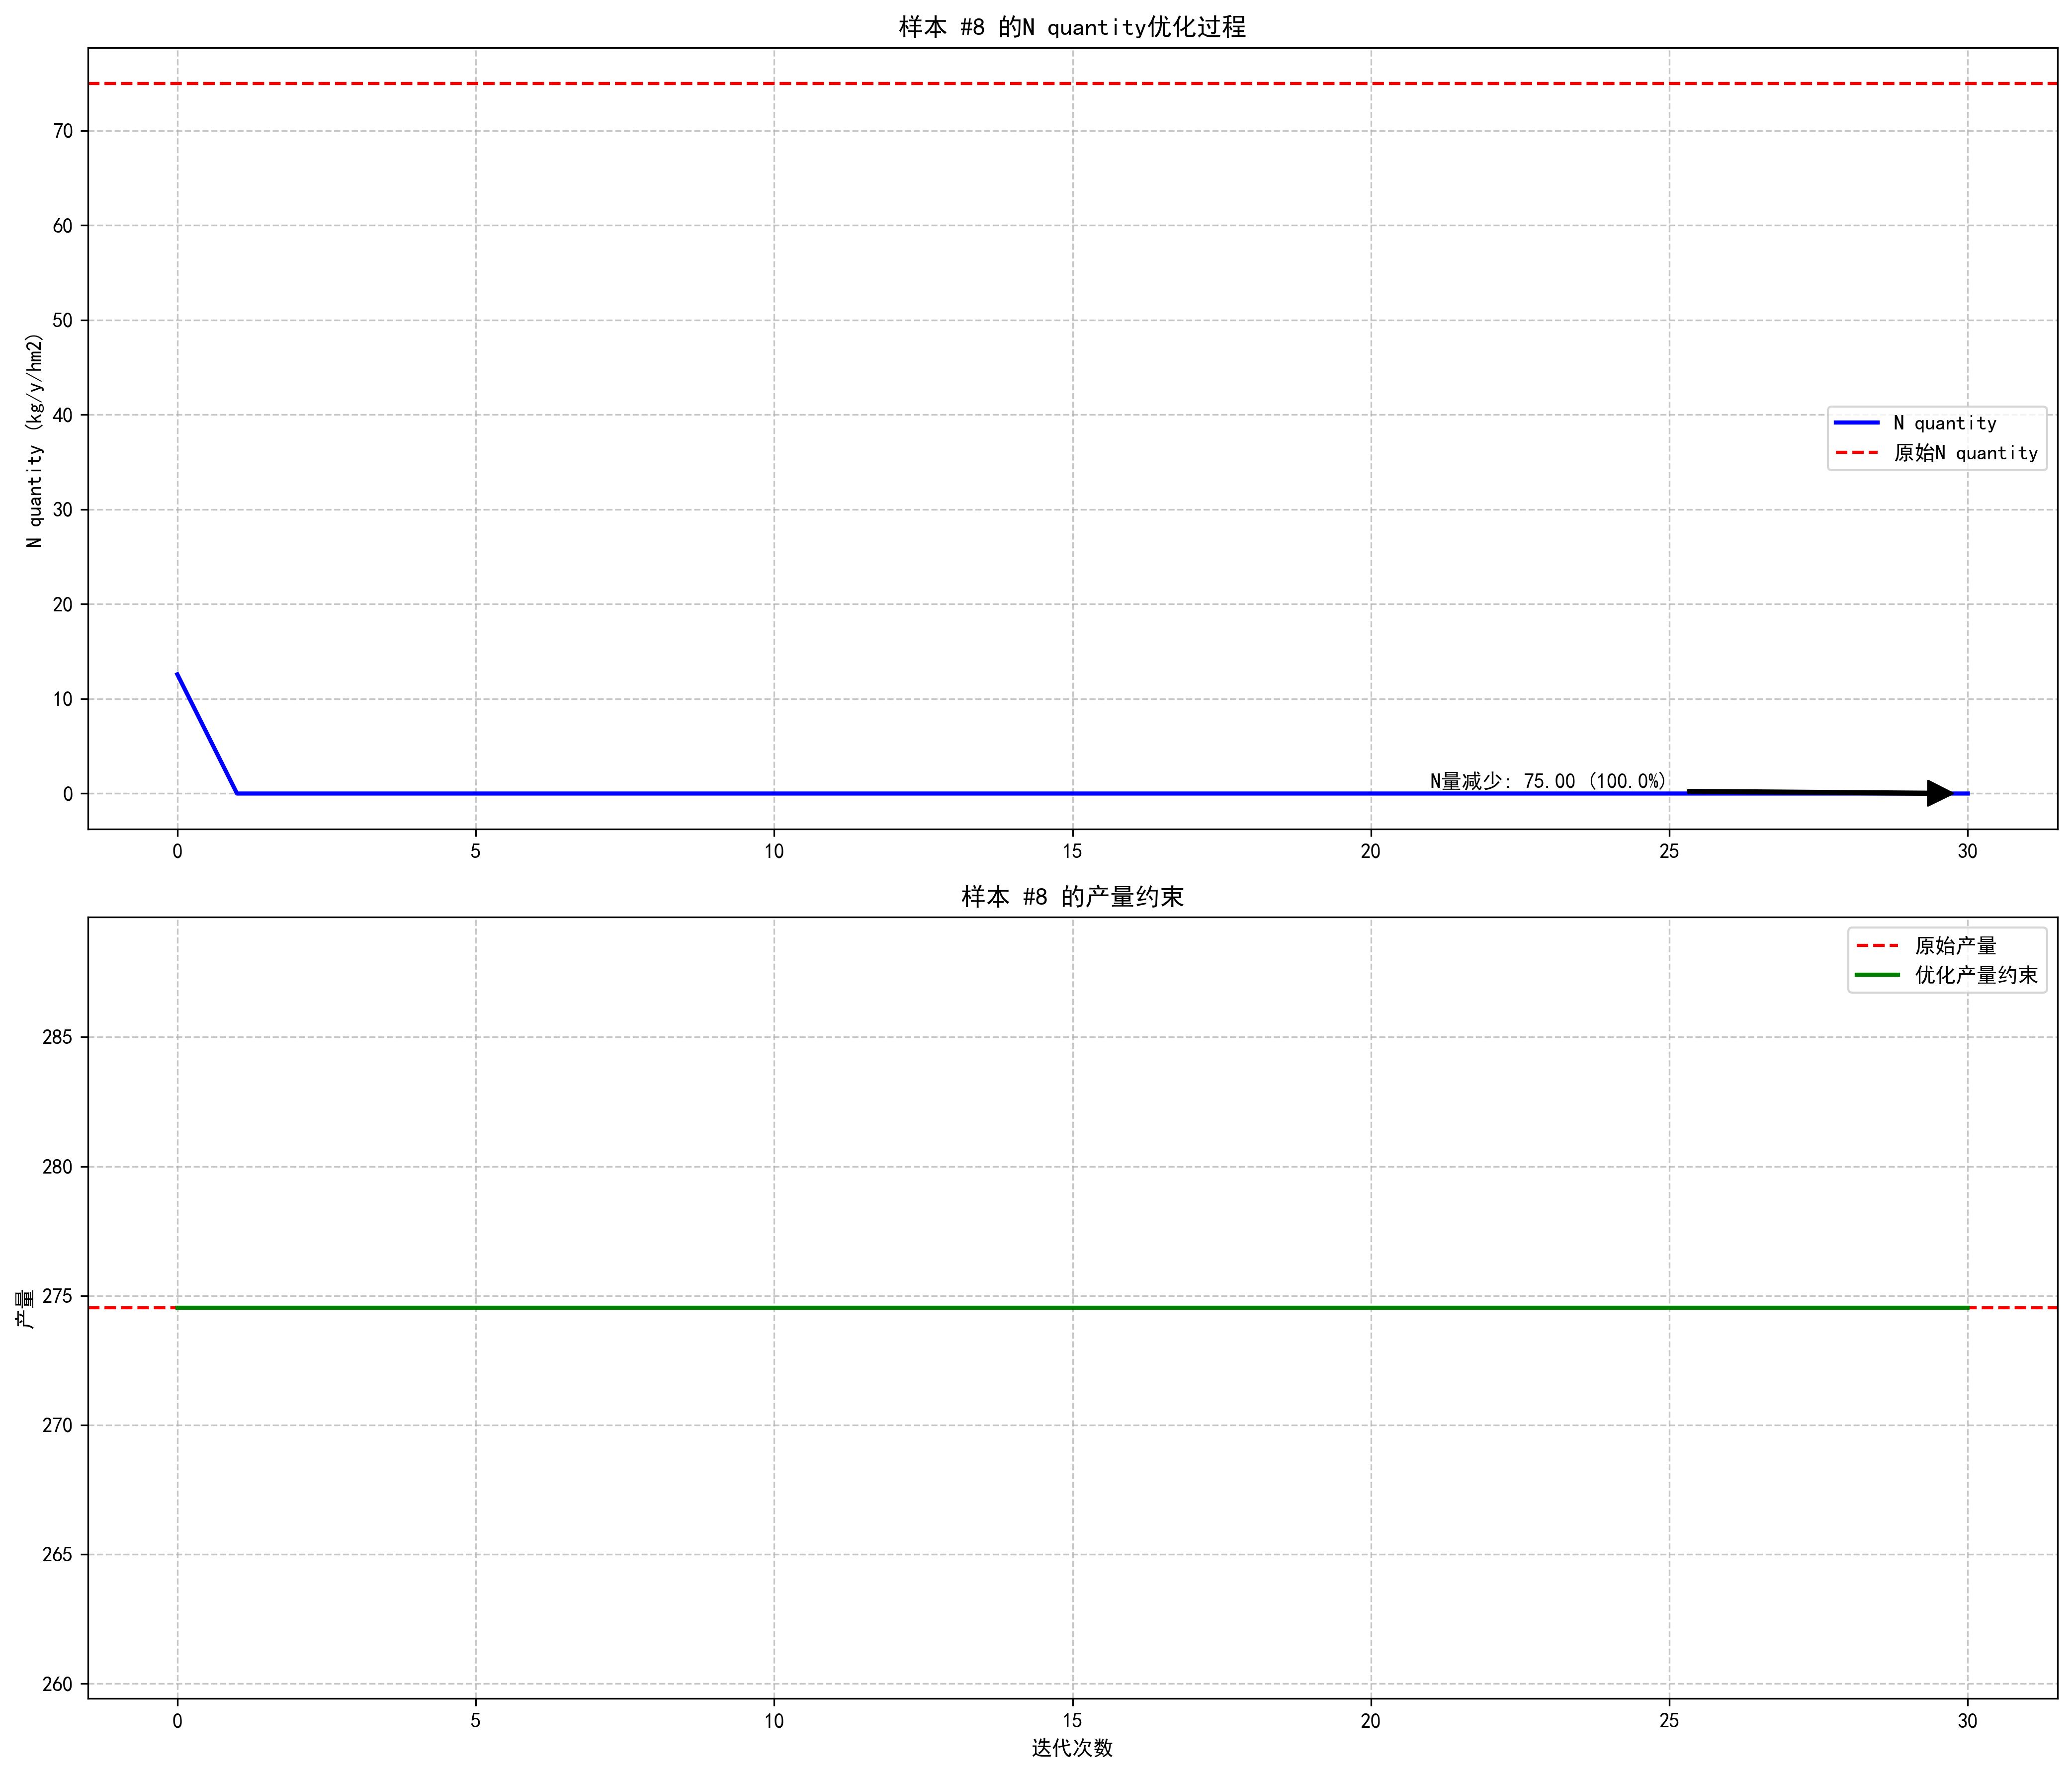 样本 #8 的N quantity优化过程
N quantity (kg/y/hm2)
70
60
50
40
30
20
10
0
N quantity
原始N quantity
N量减少: 75.00 (100.0%)
0 5 10 15 20 25 30
样本 #8 的产量约束
产量
285
280
275
270
265
260
原始产量
优化产量约束
0 5 10 15 20 25 30
迭代次数